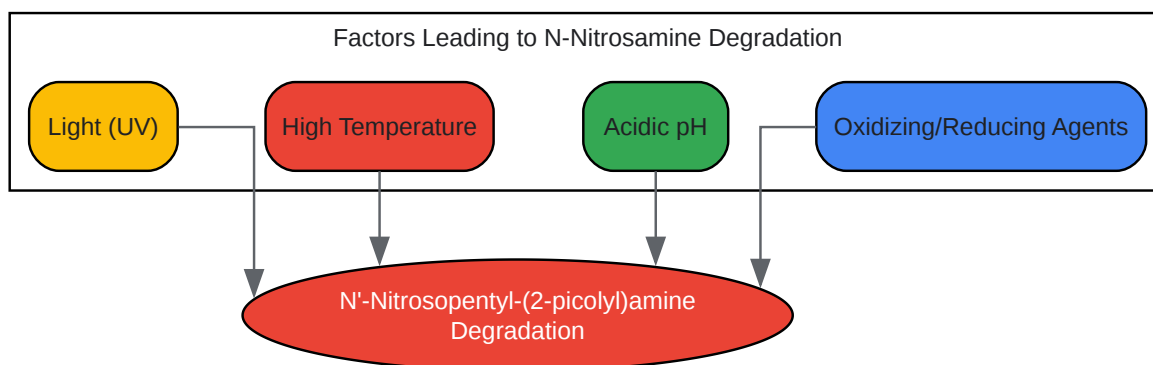 Factors Leading to N-Nitrosamine Degradation
Light (UV)
High Temperature
Acidic pH
Oxidizing/Reducing Agents
N'-Nitrosopentyl-(2-picolyl)amine
Degradation